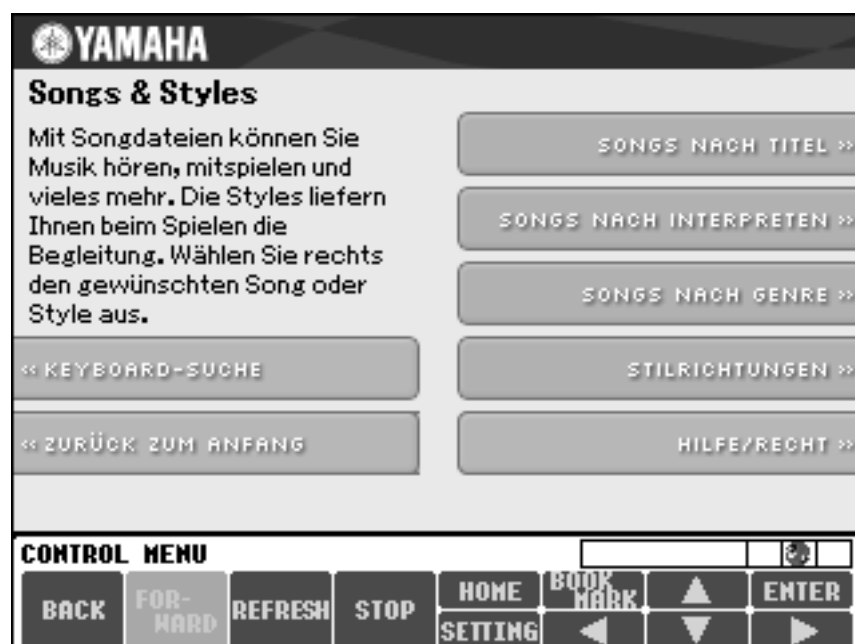 YAMAHA
Songs & Styles
Mit Songdateien können Sie
Musik hören, mitspielen und
vieles mehr. Die Styles liefern
Ihnen beim Spielen die
Begleitung. Wählen Sie rechts
den gewünschten Song oder
Style aus.
« KEYBOARD-SUCHE
« ZURÜCK ZUM ANFANG
SONGS NACH TITEL »
SONGS NACH INTERPRETEN »
SONGS NACH GENRE »
STILRICHTUNGEN »
HILFE/RECHT »
CONTROL MENU
BACK
FOR-
WARD
REFRESH
STOP
HOME
SETTING
BOOK
MARK
ENTER